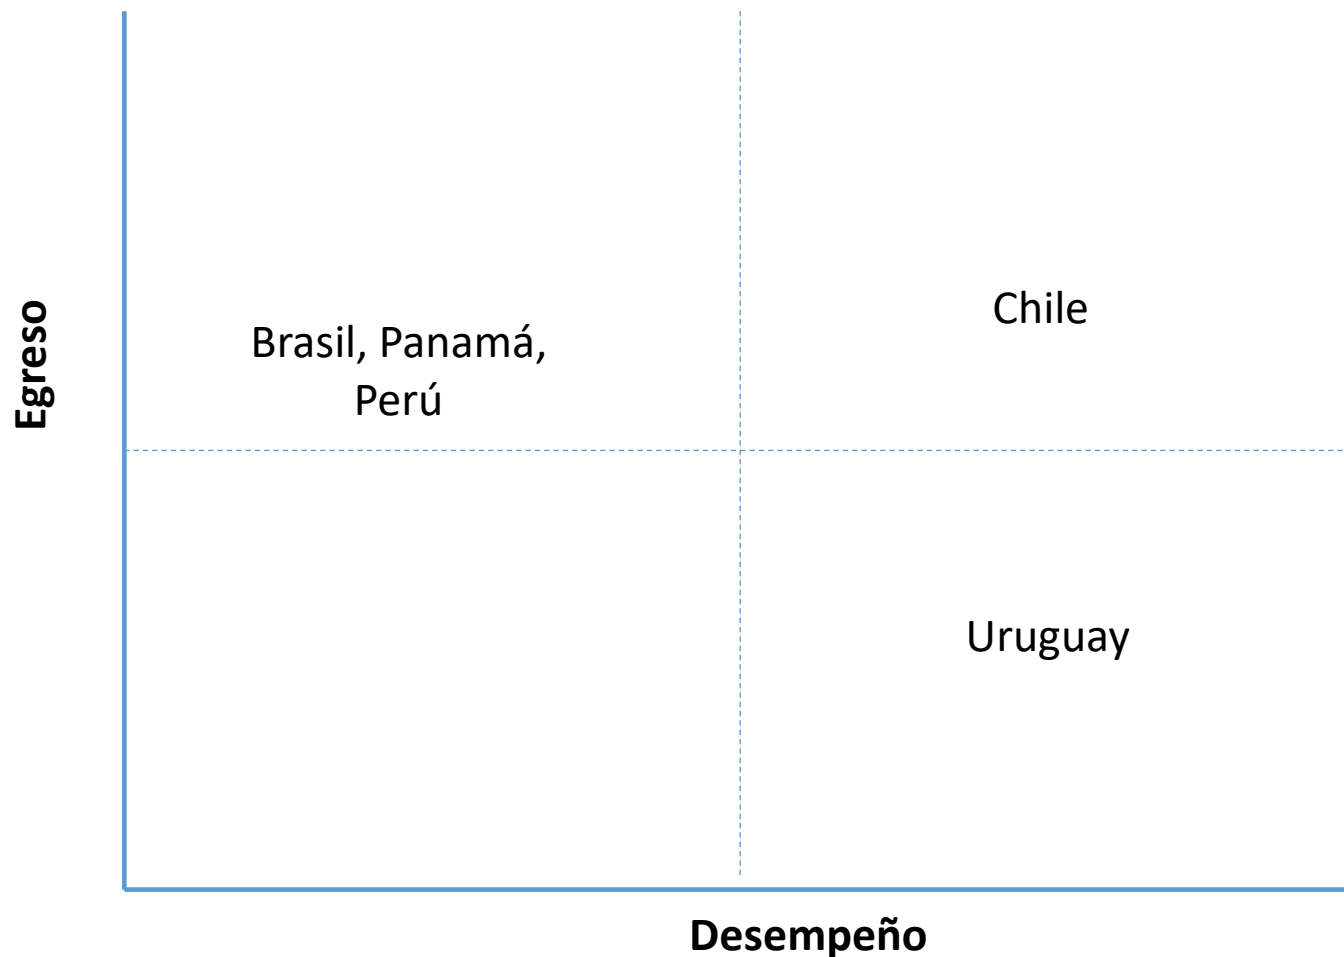 Egreso
Brasil, Panamá,
Perú
Chile
Uruguay
Desempeño